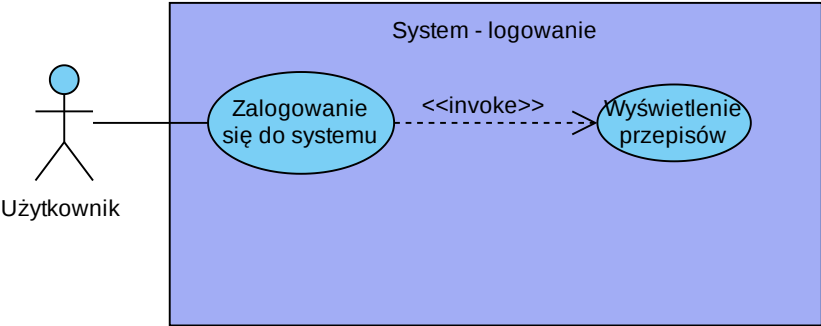 System - logowanie
Zalogowanie
się do systemu
<<invoke>>
Wyświetlenie
przepisów
Użytkownik